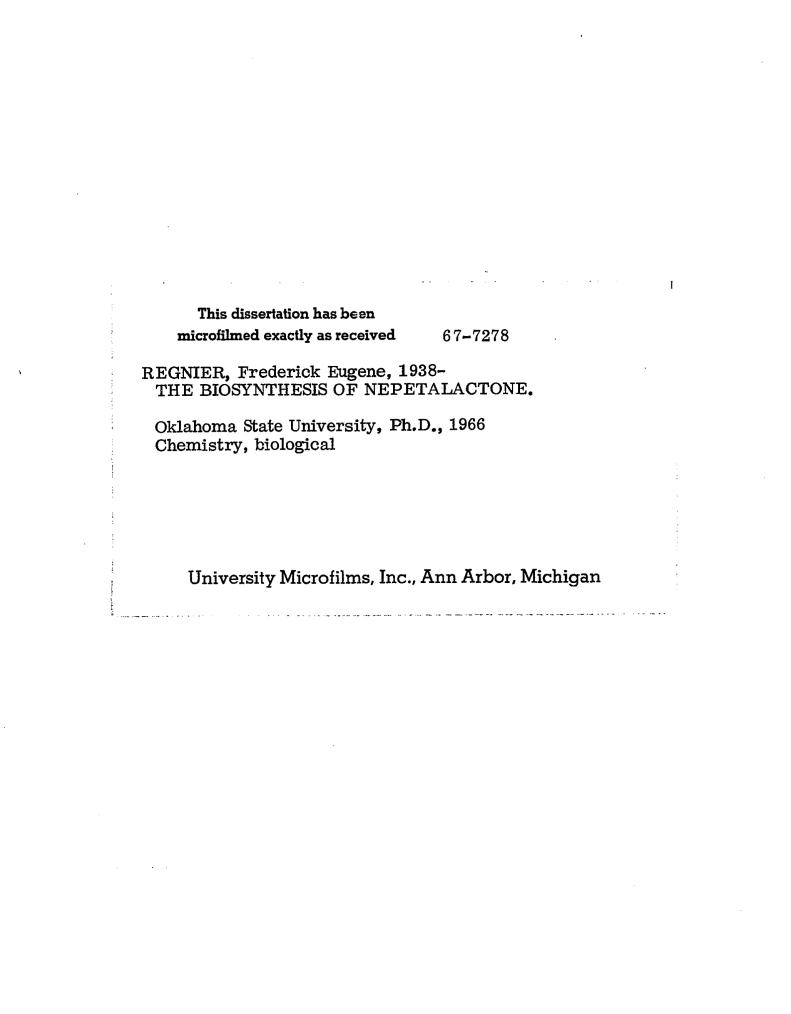 This dissertation has been
microfilmed exactly as received 67-7278
REGNIER, Frederick Eugene, 1938-
THE BIOSYNTHESIS OF NEPETALACTONE.
Oklahoma State University, Ph.D., 1966
Chemistry, biological
University Microfilms, Inc., Ann Arbor, Michigan